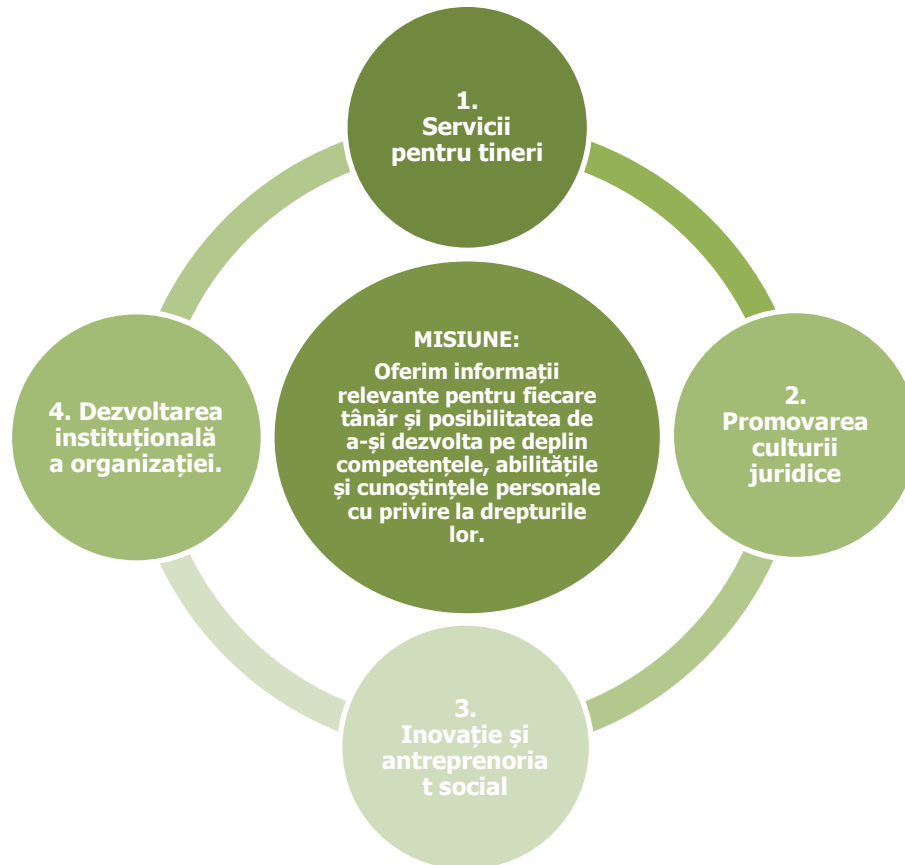 1.
Servicii
pentru tineri
MISIUNE:
Oferim informații
relevante pentru fiecare
tânăr și posibilitatea de
a-și dezvolta pe deplin
competențele, abilitățile
și cunoștințele personale
cu privire la drepturile
lor.
2.
Promovarea
culturii
juridice
3.
Inovație și
antreprenoria
t social
4. Dezvoltarea
instituțională
a organizației.